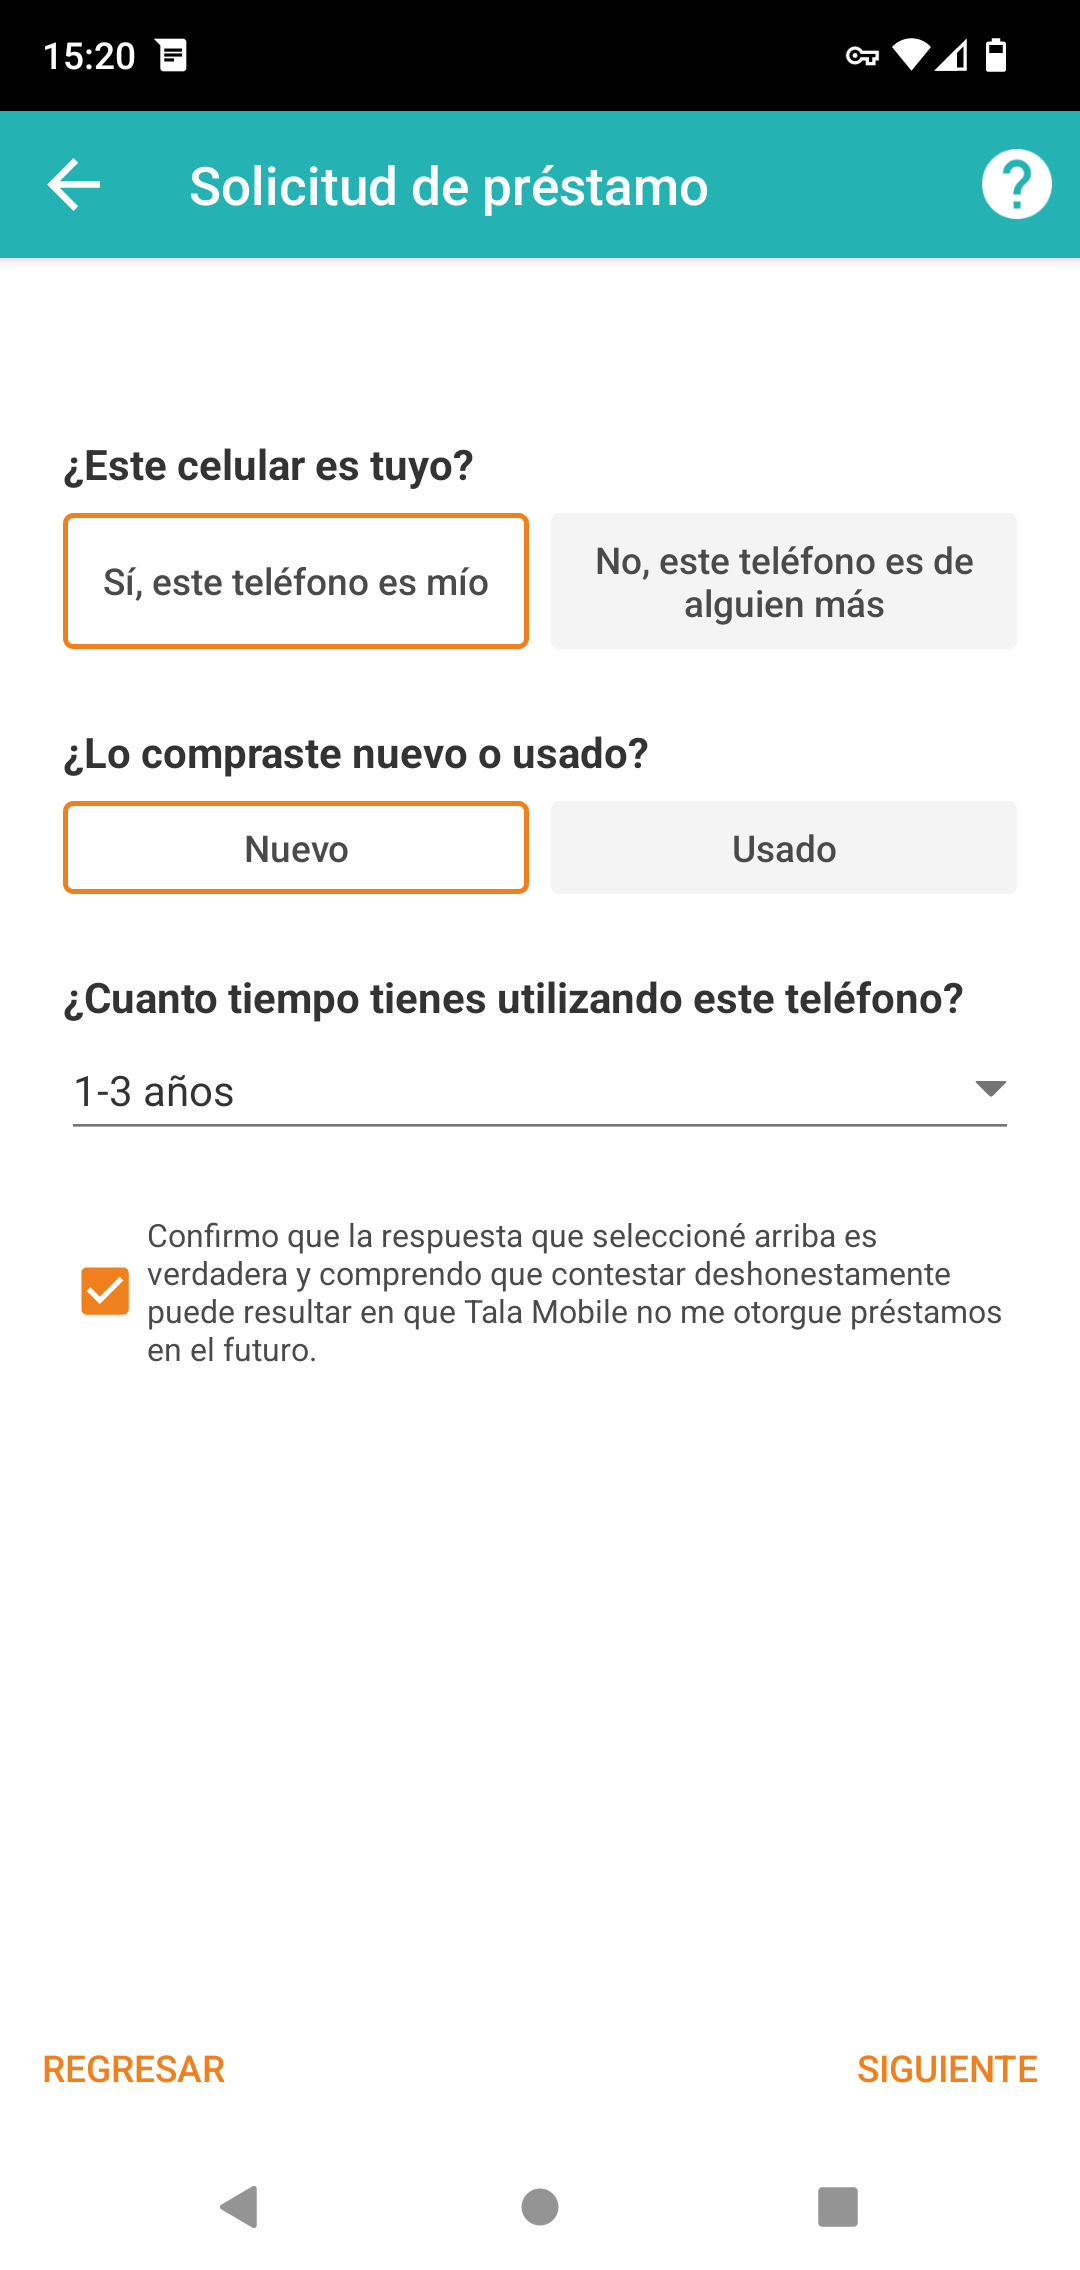 15:20
Solicitud de préstamo
¿Este celular es tuyo?
Sí, este teléfono es mío
No, este teléfono es de
alguien más
¿Lo compraste nuevo o usado?
Nuevo
Usado
¿Cuanto tiempo tienes utilizando este teléfono?
1-3 años
Confirmo que la respuesta que seleccioné arriba es
verdadera y comprendo que contestar deshonestamente
puede resultar en que Tala Mobile no me otorgue préstamos
en el futuro.
REGRESAR
SIGUIENTE